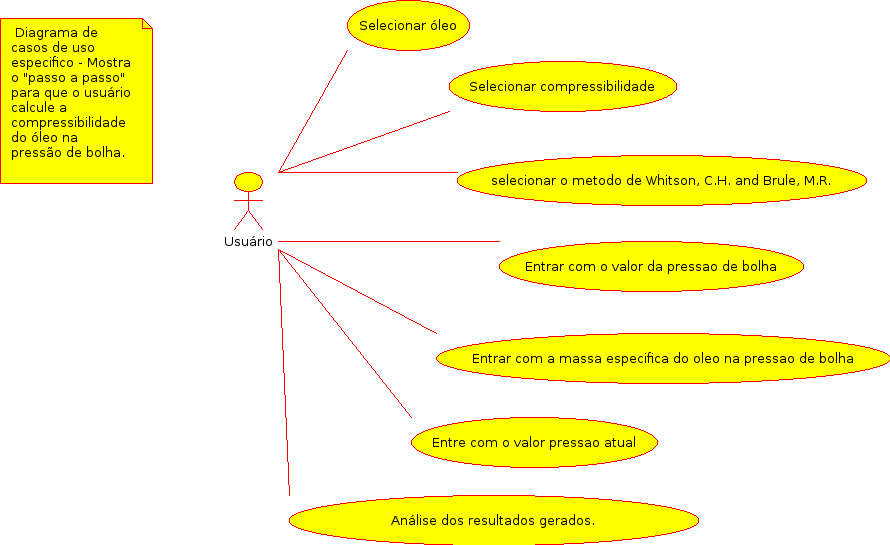 Diagrama de
casos de uso
especifico - Mostra
o "passo a passo"
para que o usuário
calcule a
compressibilidade
do óleo na
pressão de bolha.
Selecionar óleo
Selecionar compressibilidade
selecionar o metodo de Whitson, C.H. and Brule, M.R.
Usuário
Entrar com o valor da pressao de bolha
Entrar com a massa especifica do oleo na pressao de bolha
Entre com o valor pressao atual
Análise dos resultados gerados.